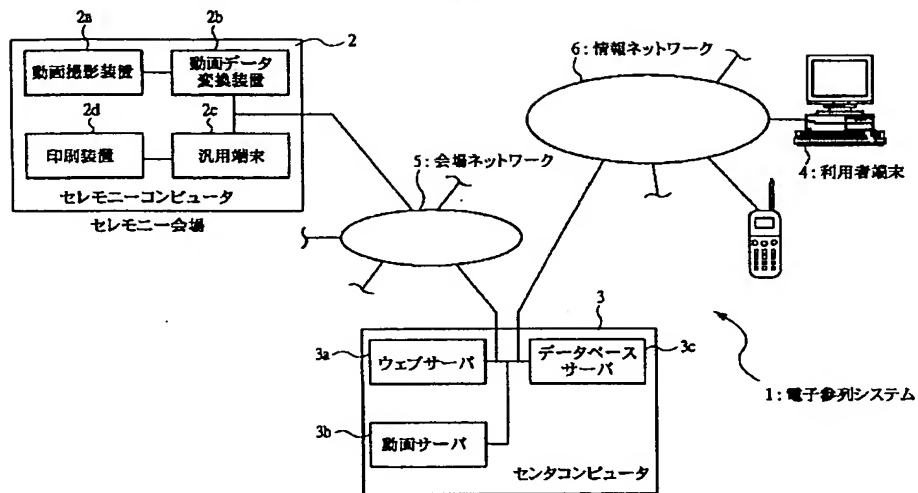 2a
2b
2
動画撮影装置
動画データ
変換装置
2d
2c
印刷装置
汎用端末
セレモニーコンピュータ
セレモニー会場
6:情報ネットワーク
4:利用者端末
5:会場ネットワーク
3
3a
ウェブサーバ
データベース
サーバ
3c
3b
動画サーバ
センタコンピュータ
1:電子参列システム